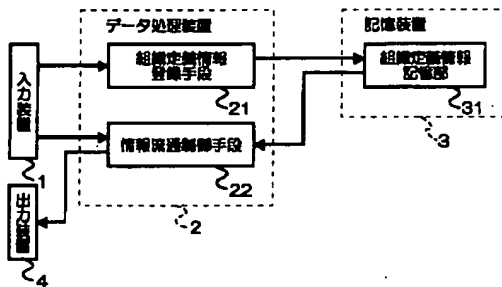 データ処理装置
記憶装置
組織定義情報
登録手段
21
組織定義情報
記憶部
31
3
入力装置
1
情報流通制御手段
22
2
出力装置
4